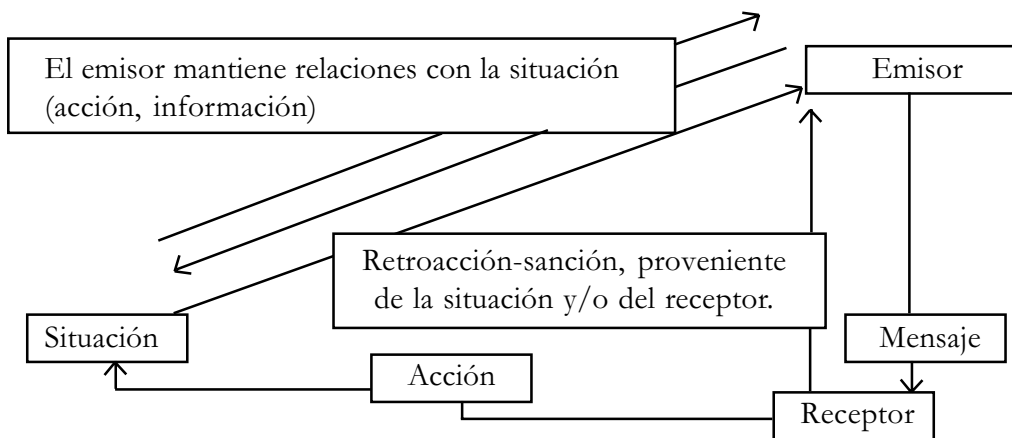 El emisor mantiene relaciones con la situación
(acción, información)
Emisor
Retroacción-sanción, proveniente
de la situación y/o del receptor.
Situación
Mensaje
Acción
Receptor